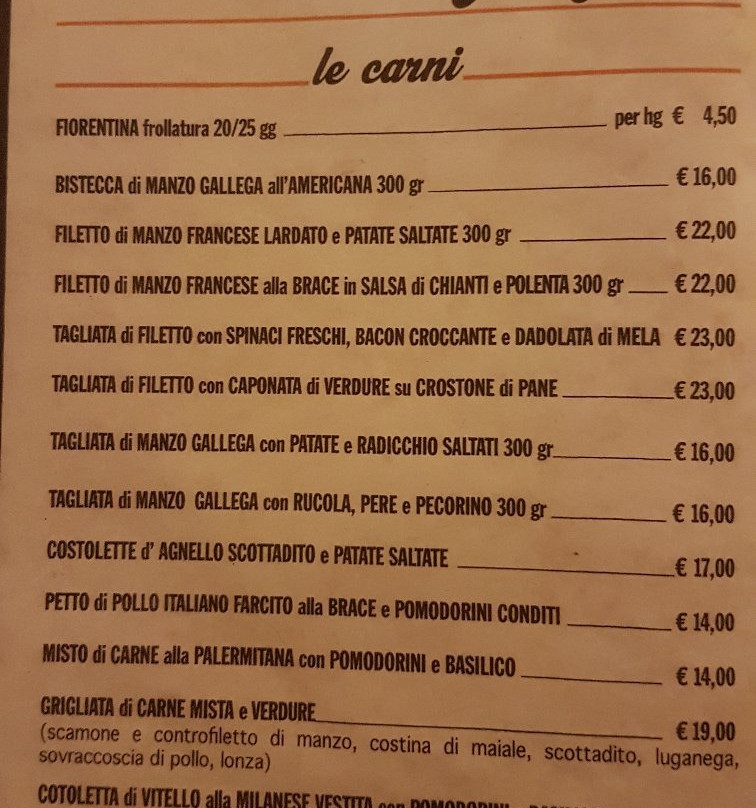 le carni
FIORENTINA frollatura 20/25 gg per hg € 4,50
BISTECCA di MANZO GALLEGA all'AMERICANA 300 gr € 16,00
FILETTO di MANZO FRANCESE LARDATO e PATATE SALTATE 300 gr € 22,00
FILETTO di MANZO FRANCESE alla BRACE in SALSA di CHIANTI e POLENTA 300 gr € 22,00
TAGLIATA di FILETTO con SPINACI FRESCHI, BACON CROCCANTE e DADOLATA di MELA € 23,00
TAGLIATA di FILETTO con CAPONATA di VERDURE su CROSTONE di PANE € 23,00
TAGLIATA di MANZO GALLEGA con PATATE e RADICCHIO SALTATI 300 gr € 16,00
TAGLIATA di MANZO GALLEGA con RUCOLA, PERE e PECORINO 300 gr € 16,00
COSTOLETTE d' AGNELLO SCOTTADITO e PATATE SALTATE € 17,00
PETTO di POLLO ITALIANO FARCITO alla BRACE e POMODORINI CONDITI € 14,00
MISTO di CARNE alla PALERMITANA con POMODORINI e BASILICO € 14,00
GRIGLIATA di CARNE MISTA e VERDURE € 19,00
(scamone e controfiletto di manzo, costina di maiale, scottadito, luganega,
sovraccoscia di pollo, lonza)
COTOLETTA di VITELLO alla MILANESE VESTITA con POMODORINI